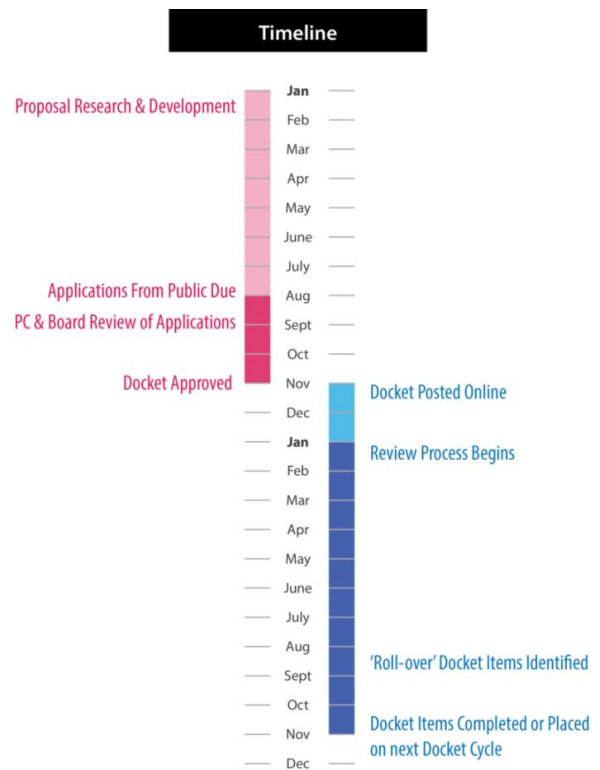 Timeline
Jan
Proposal Research & Development
Feb
Mar
Apr
May
June
July
Applications From Public Due
Aug
PC & Board Review of Applications
Sept
Oct
Docket Approved
Nov
Docket Posted Online
Dec
Jan
Review Process Begins
Feb
Mar
Apr
May
June
July
Aug
‘Roll-over’ Docket Items Identified
Sept
Oct
Docket Items Completed or Placed
Nov
on next Docket Cycle
Dec